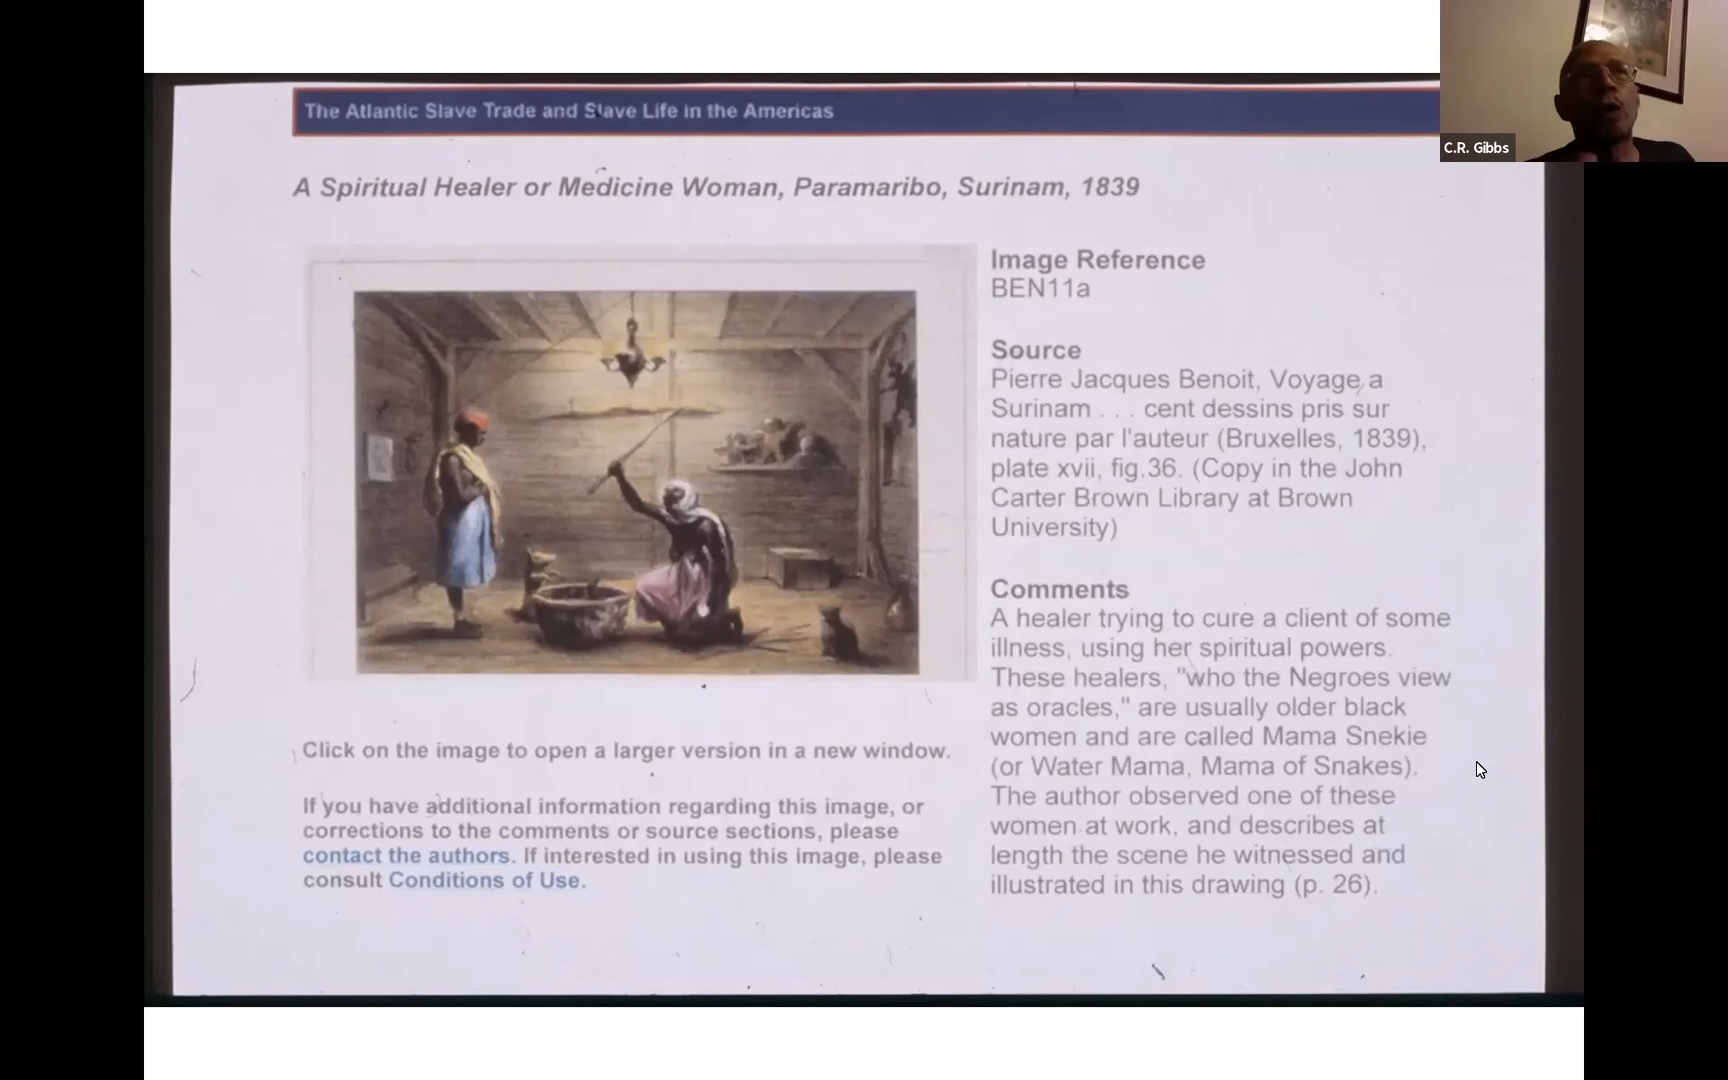 The Atlantic Slave Trade and Slave Life in the Americas
C.R. Gibbs
A Spiritual Healer or Medicine Woman, Paramaribo, Surinam, 1839
Image Reference
BEN11a
Source
Pierre Jacques Benoit, Voyage a
Surinam . . . cent dessins pris sur
nature par l'auteur (Bruxelles, 1839),
plate xvii, fig.36. (Copy in the John
Carter Brown Library at Brown
University)
Comments
A healer trying to cure a client of some
illness, using her spiritual powers.
These healers, "who the Negroes view
as oracles," are usually older black
women and are called Mama Snekie
(or Water Mama, Mama of Snakes).
The author observed one of these
women at work, and describes at
length the scene he witnessed and
illustrated in this drawing (p. 26).
Click on the image to open a larger version in a new window.
If you have additional information regarding this image, or
corrections to the comments or source sections, please
contact the authors. If interested in using this image, please
consult Conditions of Use.